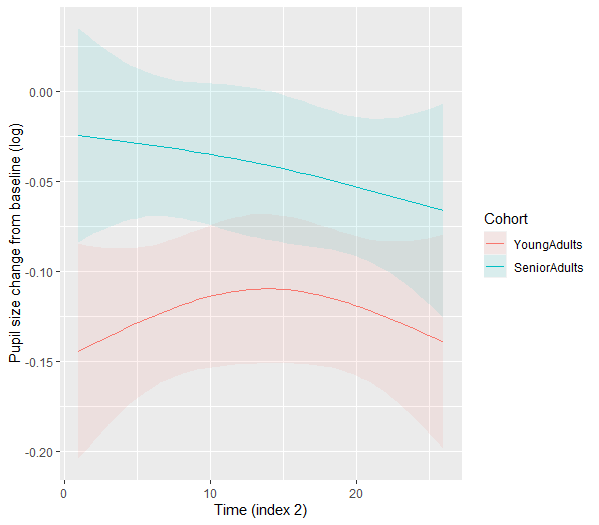 Pupil size change from baseline (log)
0.00
-0.05
-0.10
-0.15
-0.20
0
10
20
Time (index 2)
Cohort
YoungAdults
SeniorAdults